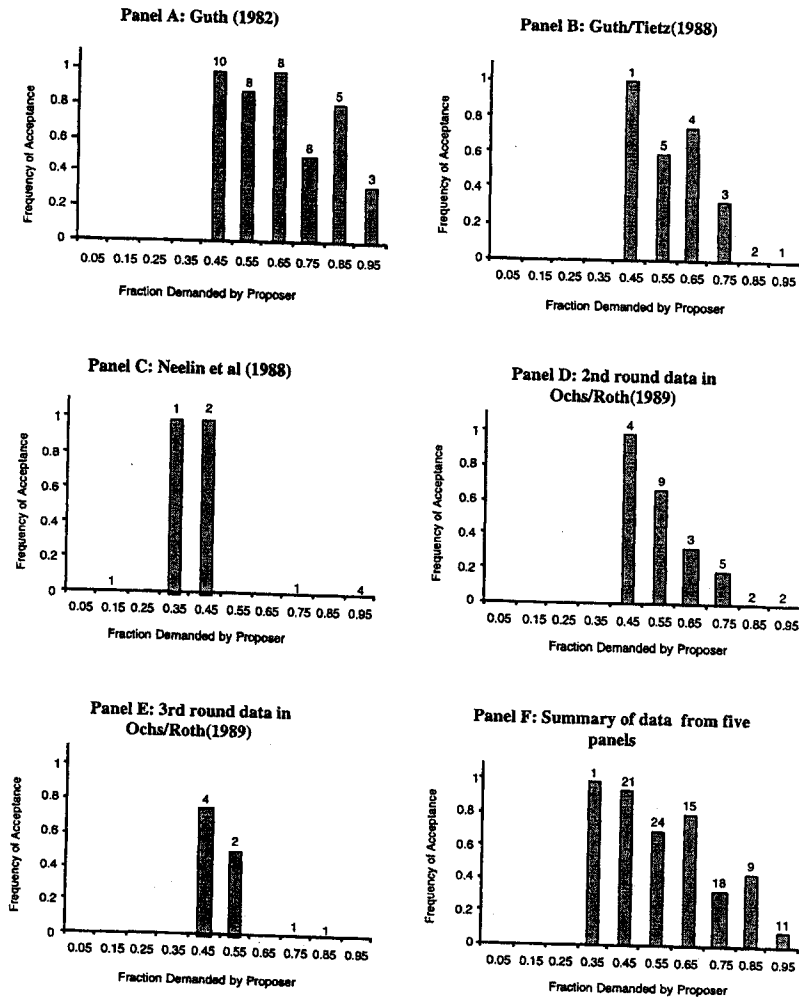 Panel A: Guth (1982)
Frequency of Acceptance
1
0.8
0.6
0.4
0.2
0
10
8
8
8
5
3
0.05 0.15 0.25 0.35 0.45 0.55 0.65 0.75 0.85 0.95
Fraction Demanded by Proposer
Panel B: Guth/Tietz(1988)
Frequency of Acceptance
1
0.8
0.6
0.4
0.2
0
1
5
4
3
2
1
0.05 0.15 0.25 0.35 0.45 0.55 0.65 0.75 0.85 0.95
Fraction Demanded by Proposer
Panel C: Neelin et al (1988)
Frequency of Acceptance
1
0.8
0.6
0.4
0.2
0
1
1
2
1
4
0.05 0.15 0.25 0.35 0.45 0.55 0.65 0.75 0.85 0.95
Fraction Demanded by Proposer
Panel D: 2nd round data in
Ochs/Roth(1989)
Frequency of Acceptance
1
0.8
0.6
0.4
0.2
0
4
9
3
5
2
2
0.05 0.15 0.25 0.35 0.45 0.55 0.65 0.75 0.85 0.95
Fraction Demanded by Proposer
Panel E: 3rd round data in
Ochs/Roth(1989)
Frequency of Acceptance
1
0.8
0.6
0.4
0.2
0
4
2
1
1
0.05 0.15 0.25 0.35 0.45 0.55 0.65 0.75 0.85 0.95
Fraction Demanded by Proposer
Panel F: Summary of data from five
panels
Frequency of Acceptance
1
0.8
0.6
0.4
0.2
0
1
21
24
15
18
9
11
0.05 0.15 0.25 0.35 0.45 0.55 0.65 0.75 0.85 0.95
Fraction Demanded by Proposer